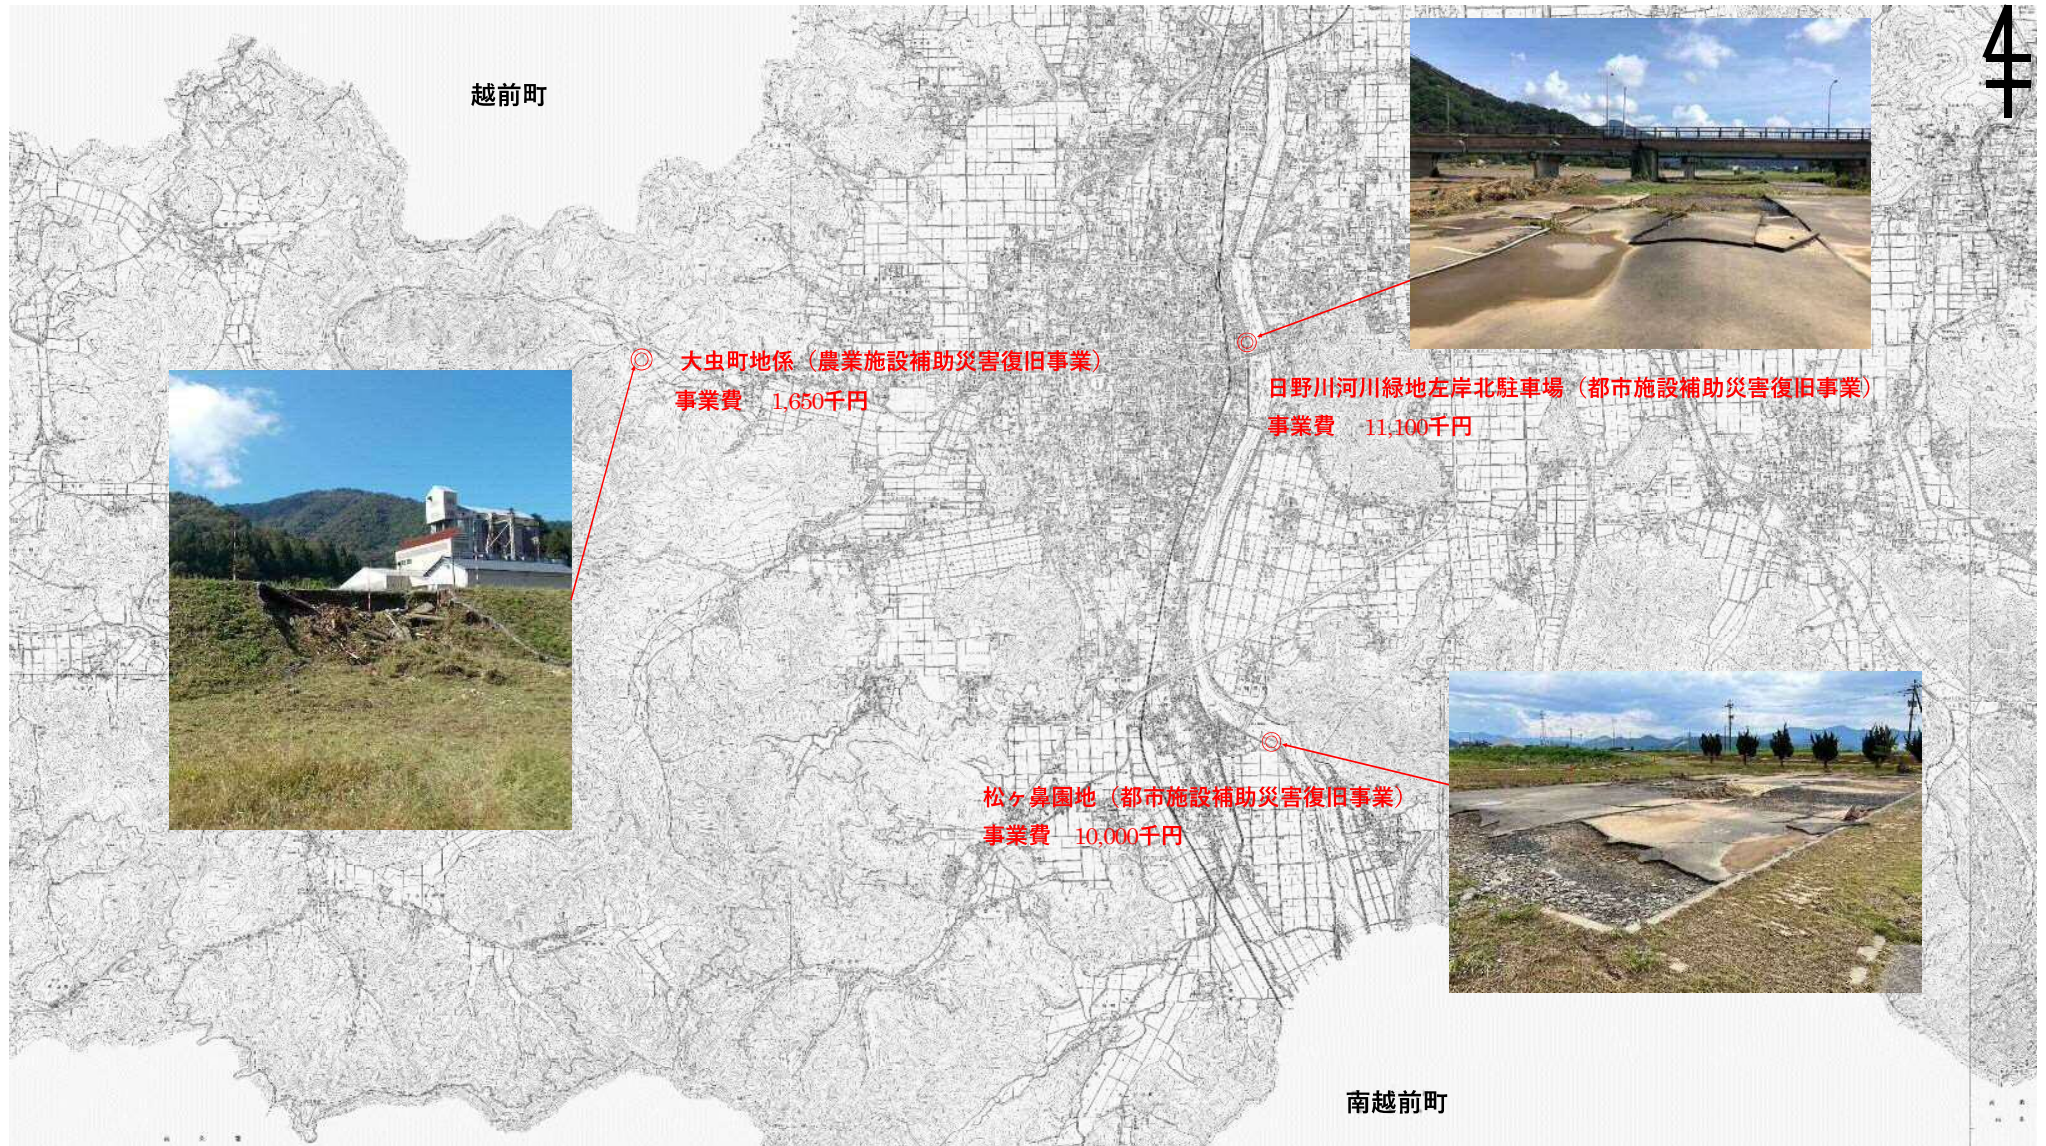 越前町
大虫町地係（農業施設補助災害復旧事業）
事業費　1,650千円
日野川河川緑地左岸北駐車場（都市施設補助災害復旧事業）
事業費　11,100千円
松ヶ鼻園地（都市施設補助災害復旧事業）
事業費　10,000千円
南越前町